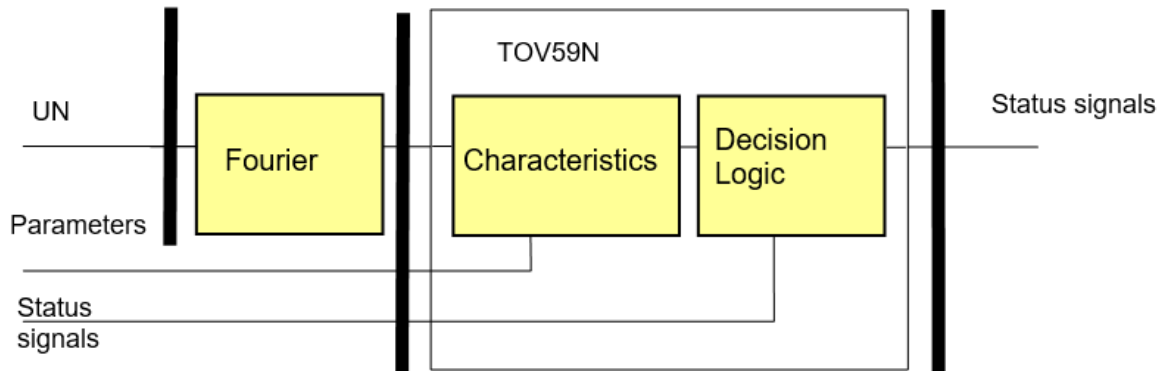 TOV59N
UN
Status signals
Fourier
Characteristics
Decision
Logic
Parameters
Status
signals